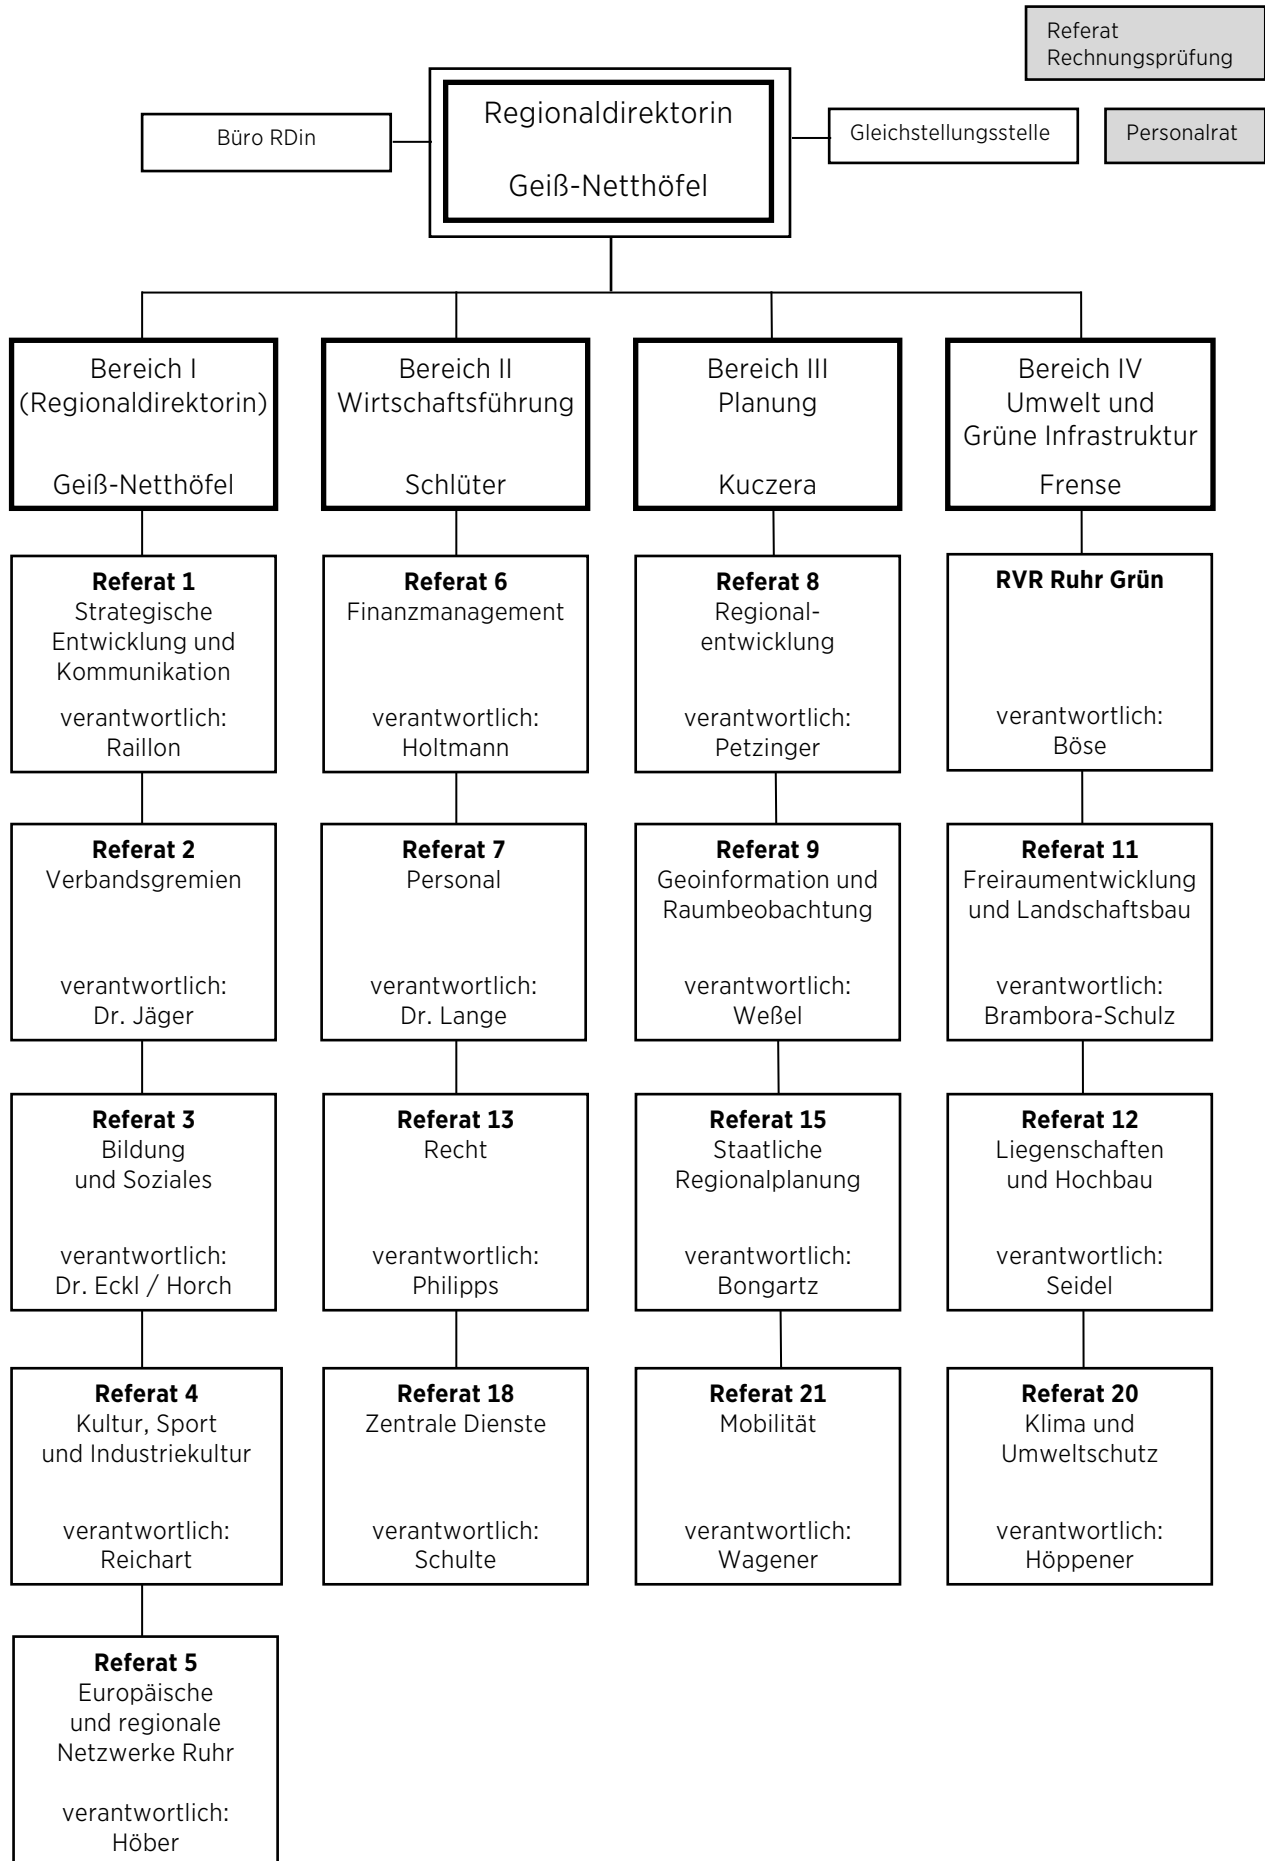 Referat
Rechnungsprüfung
Regionaldirektorin
Geiß-Netthöfel
Büro RDin
Gleichstellungsstelle
Personalrat
Bereich I
(Regionaldirektorin)
Geiß-Netthöfel
Bereich II
Wirtschaftsführung
Schlüter
Bereich III
Planung
Kuczera
Bereich IV
Umwelt und
Grüne Infrastruktur
Frense
Referat 1
Strategische
Entwicklung und
Kommunikation
verantwortlich:
Raillon
Referat 6
Finanzmanagement
verantwortlich:
Holtmann
Referat 8
Regional-
entwicklung
verantwortlich:
Petzinger
RVR Ruhr Grün
verantwortlich:
Böse
Referat 2
Verbandsgremien
verantwortlich:
Dr. Jäger
Referat 7
Personal
verantwortlich:
Dr. Lange
Referat 9
Geoinformation und
Raumbeobachtung
verantwortlich:
Weßel
Referat 11
Freiraumentwicklung
und Landschaftsbau
verantwortlich:
Brambora-Schulz
Referat 3
Bildung
und Soziales
verantwortlich:
Dr. Eckl / Horch
Referat 13
Recht
verantwortlich:
Philipps
Referat 15
Staatliche
Regionalplanung
verantwortlich:
Bongartz
Referat 12
Liegenschaften
und Hochbau
verantwortlich:
Seidel
Referat 4
Kultur, Sport
und Industriekultur
verantwortlich:
Reichart
Referat 18
Zentrale Dienste
verantwortlich:
Schulte
Referat 21
Mobilität
verantwortlich:
Wagener
Referat 20
Klima und
Umweltschutz
verantwortlich:
Höppener
Referat 5
Europäische
und regionale
Netzwerke Ruhr
verantwortlich:
Höber